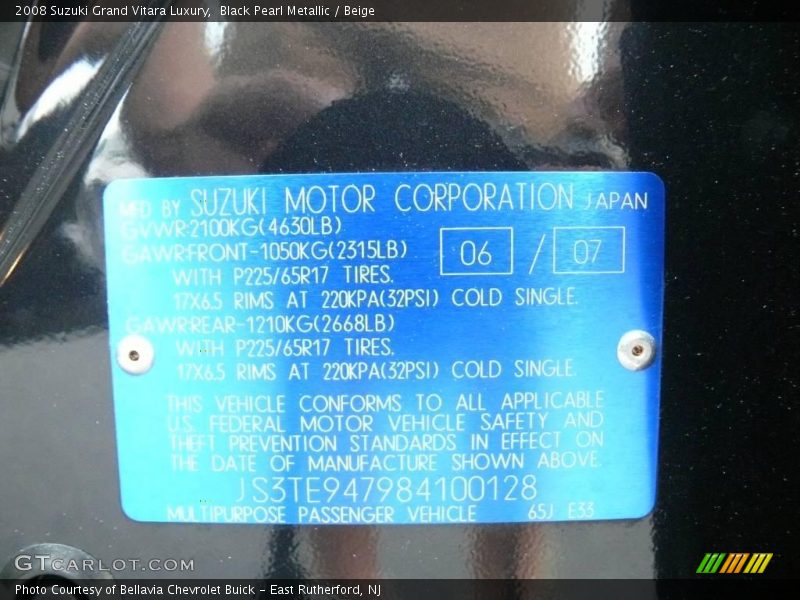 2008 Suzuki Grand Vitara Luxury, Black Pearl Metallic / Beige
MFD BY SUZUKI MOTOR CORPORATION JAPAN
GVWR-2100KG(4630LB)
GAWR-FRONT-1050KG(2315LB)
06 / 07
WITH P225/65R17 TIRES.
17X6.5 RIMS AT 220KPA(32PSI) COLD SINGLE.
GAWR-REAR-1210KG(2668LB)
WITH P225/65R17 TIRES.
17X6.5 RIMS AT 220KPA(32PSI) COLD SINGLE.
THIS VEHICLE CONFORMS TO ALL APPLICABLE
U.S. FEDERAL MOTOR VEHICLE SAFETY AND
THEFT PREVENTION STANDARDS IN EFFECT ON
THE DATE OF MANUFACTURE SHOWN ABOVE.
JS3TE947984100128
MULTIPURPOSE PASSENGER VEHICLE 65J E33
GTCARLOT.COM
Photo Courtesy of Bellavia Chevrolet Buick - East Rutherford, NJ